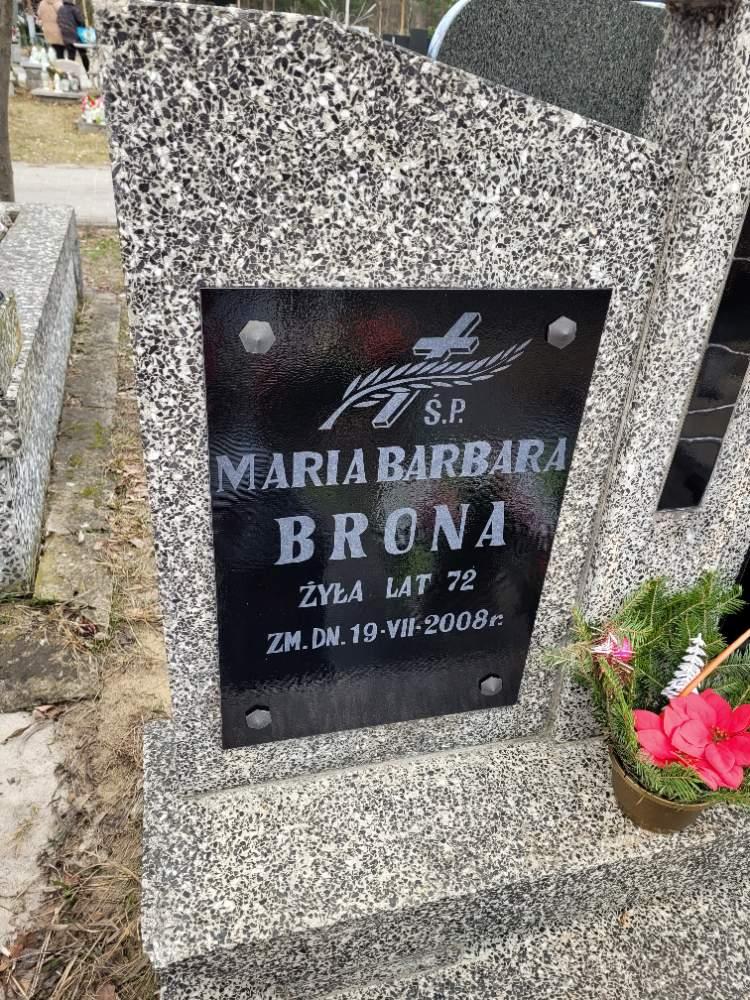 Ś.P.
MARIA BARBARA
BRONA
ŻYŁA LAT 72
ZM. DN. 19-VII-2008r.